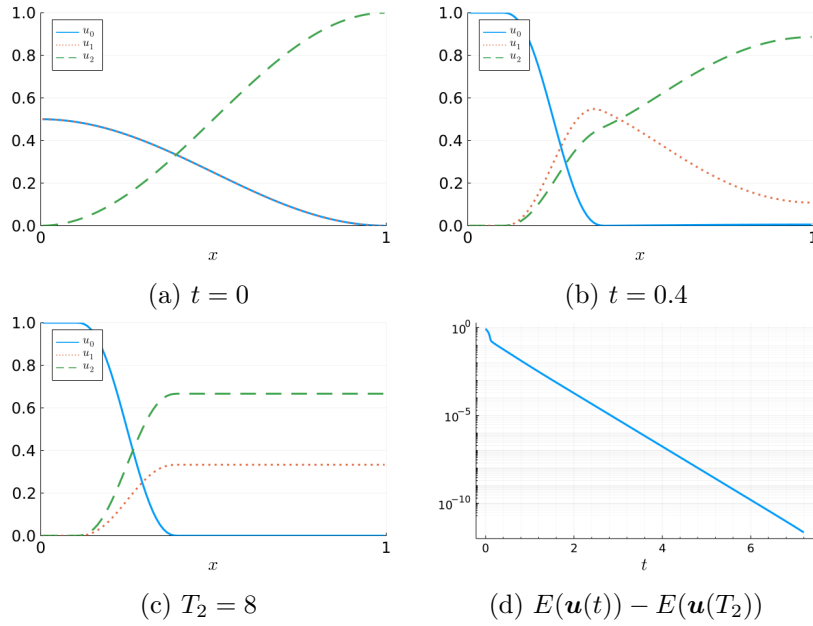 1.0
0.8
0.6
0.4
0.2
0.0
u₀
u₁
u₂
0
1
x
(a) t = 0
1.0
0.8
0.6
0.4
0.2
0.0
u₀
u₁
u₂
0
1
x
(b) t = 0.4
1.0
0.8
0.6
0.4
0.2
0.0
u₀
u₁
u₂
0
1
x
(c) T₂ = 8
10⁰
10⁻⁵
10⁻¹⁰
0
2
4
6
t
(d) E(u(t)) − E(u(T₂))